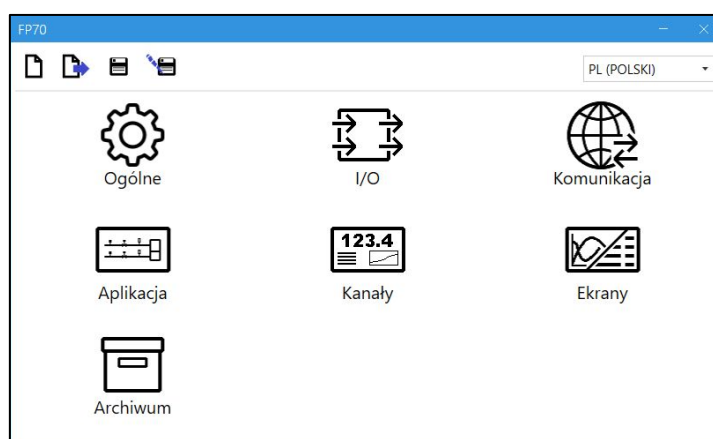 FP70
PL (POLSKI)
Ogólne
I/O
Komunikacja
123.4
Aplikacja
Kanały
Ekrany
Archiwum